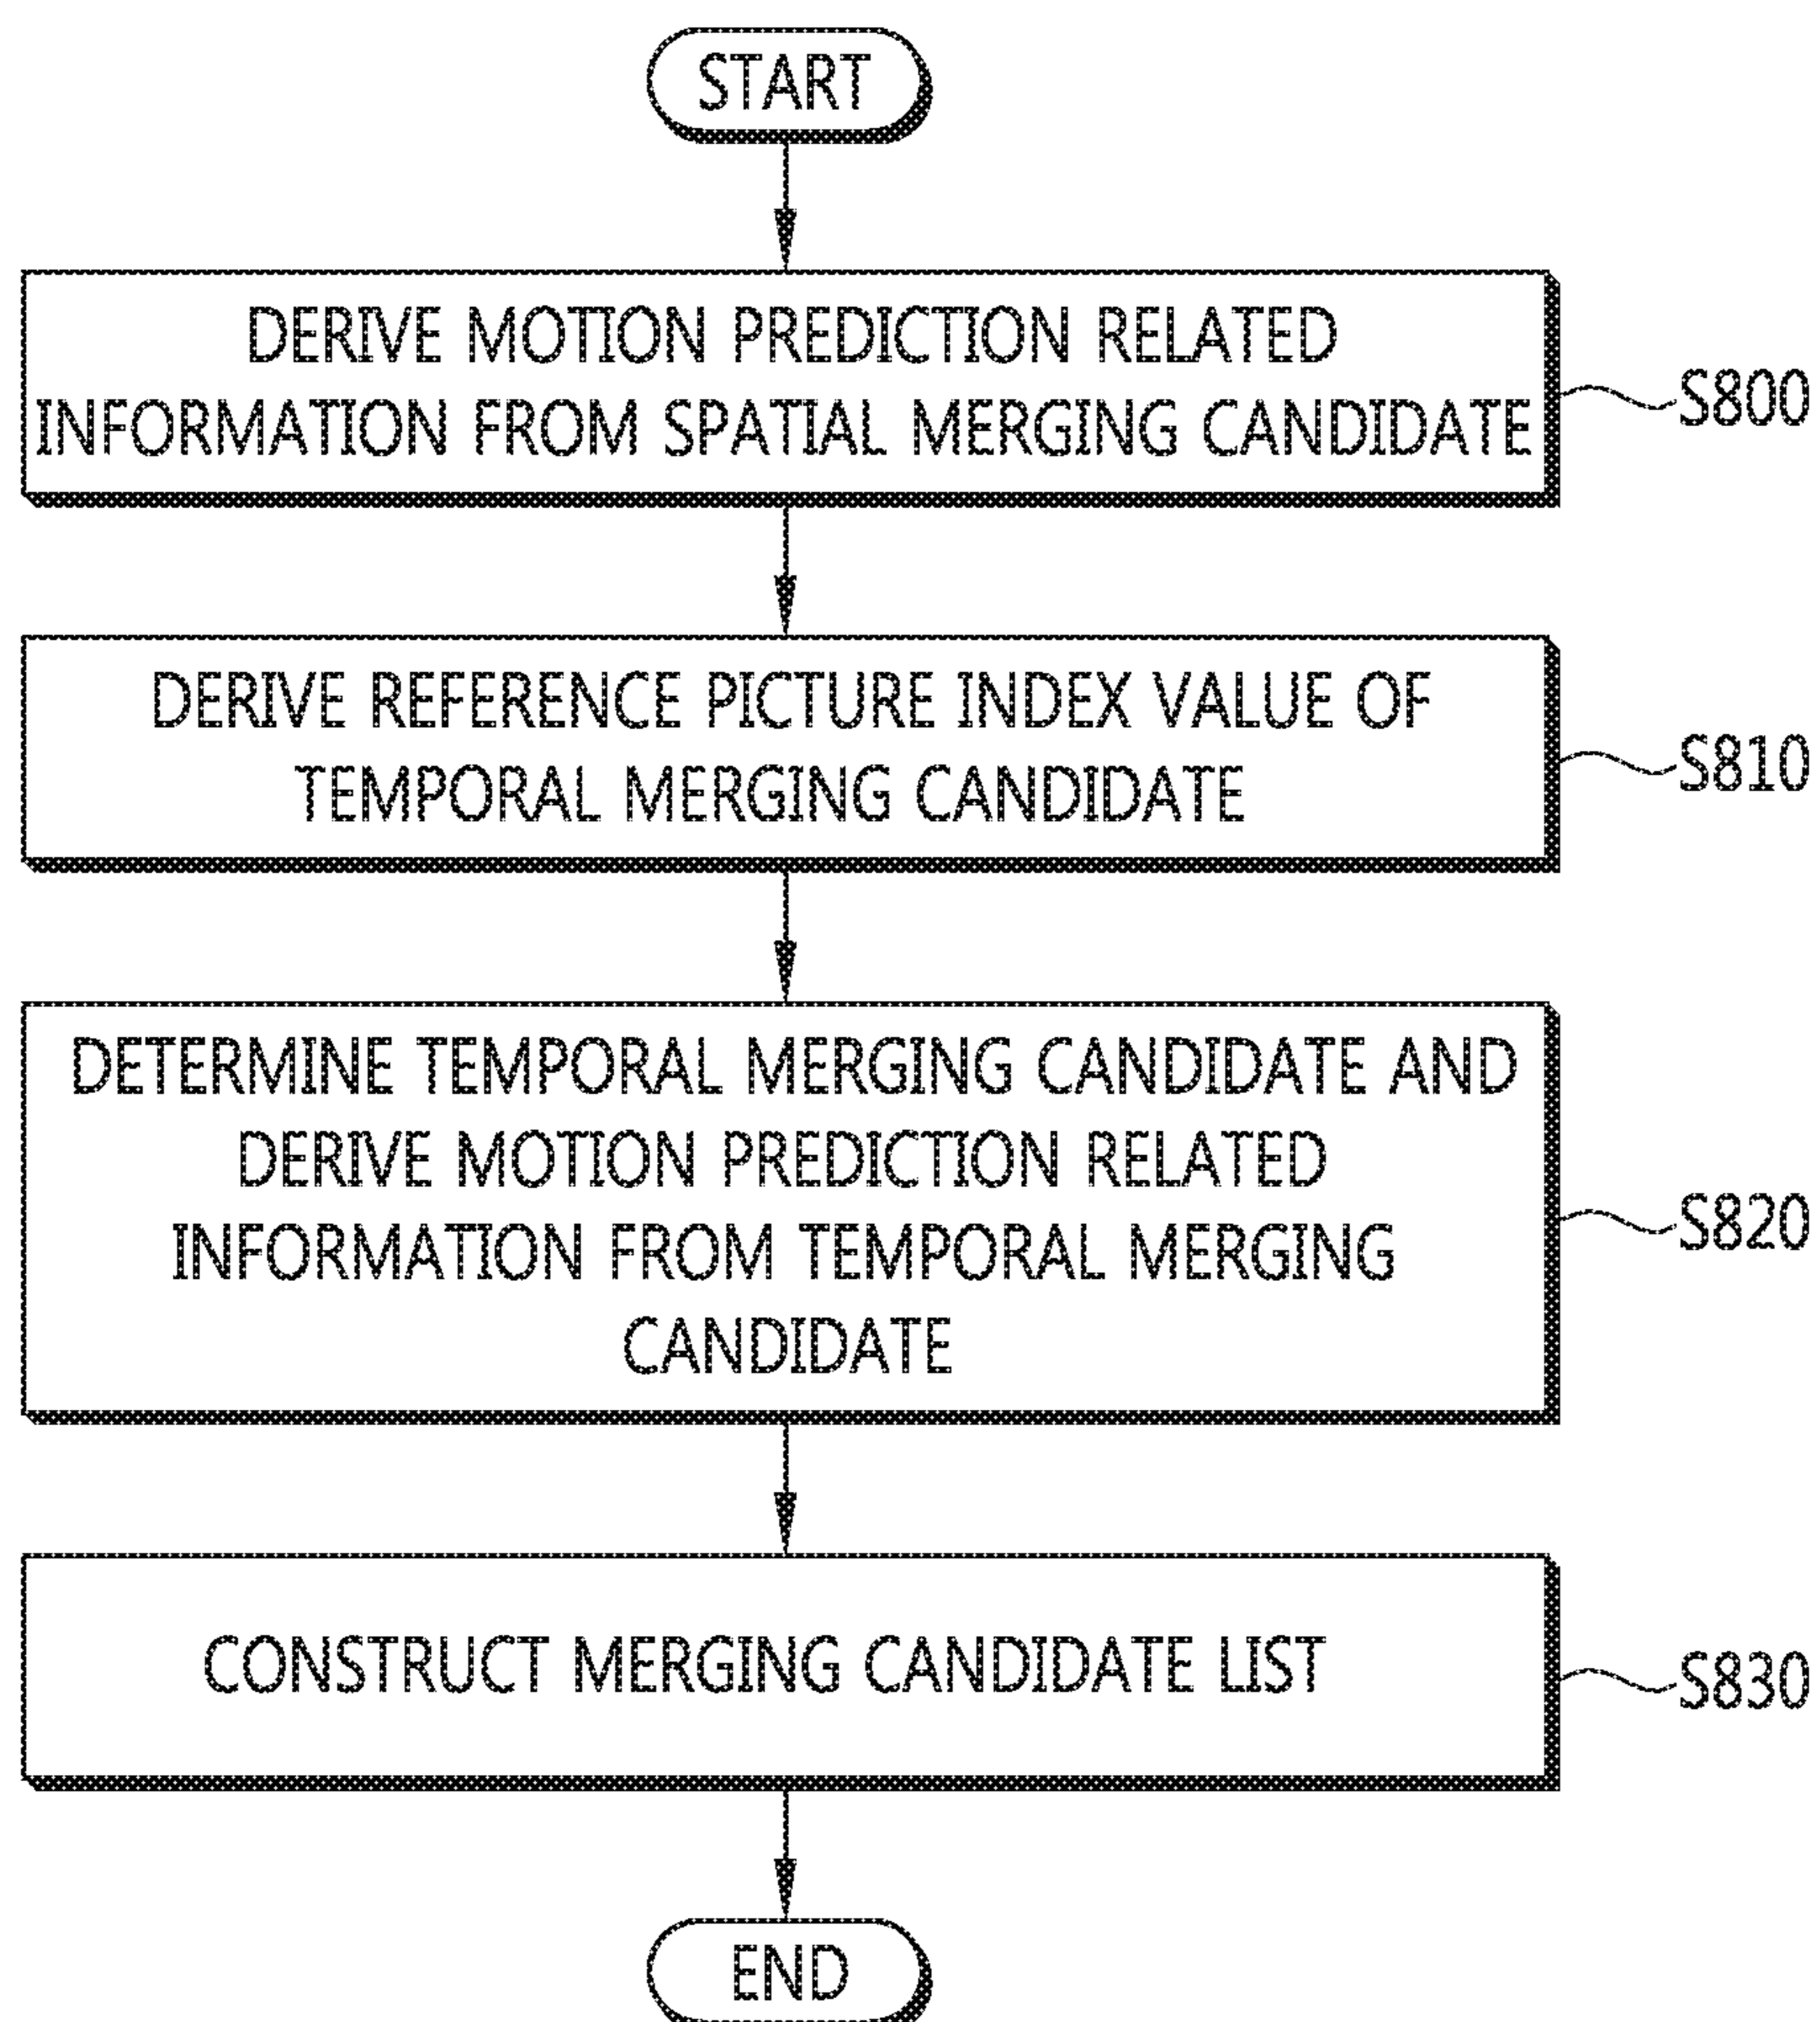 START
DERIVE MOTION PREDICTION RELATED
INFORMATION FROM SPATIAL MERGING CANDIDATE
S800
DERIVE REFERENCE PICTURE INDEX VALUE OF
TEMPORAL MERGING CANDIDATE
S810
DETERMINE TEMPORAL MERGING CANDIDATE AND
DERIVE MOTION PREDICTION RELATED
INFORMATION FROM TEMPORAL MERGING
CANDIDATE
S820
CONSTRUCT MERGING CANDIDATE LIST
S830
END